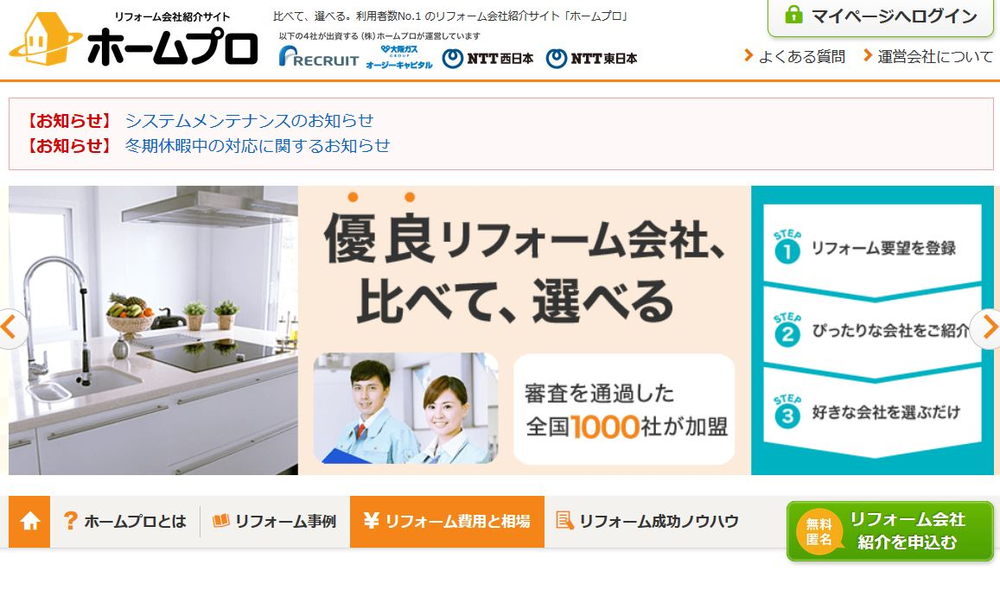 リフォーム会社紹介サイト
ホームプロ
比べて、選べる。利用者数No.1 のリフォーム会社紹介サイト「ホームプロ」
以下の4社が出資する (株) ホームプロが運営しています
RECRUIT
大阪ガス
GROUP
オージーキャピタル
NTT西日本
NTT東日本
マイページへログイン
よくある質問
運営会社について
【お知らせ】 システムメンテナンスのお知らせ
【お知らせ】 冬期休暇中の対応に関するお知らせ
優良リフォーム会社、
比べて、選べる
審査を通過した
全国1000社が加盟
STEP
1 リフォーム要望を登録
STEP
2 ぴったりな会社をご紹介
STEP
3 好きな会社を選ぶだけ
? ホームプロとは
リフォーム事例
¥ リフォーム費用と相場
リフォーム成功ノウハウ
無料
匿名
リフォーム会社
紹介を申込む